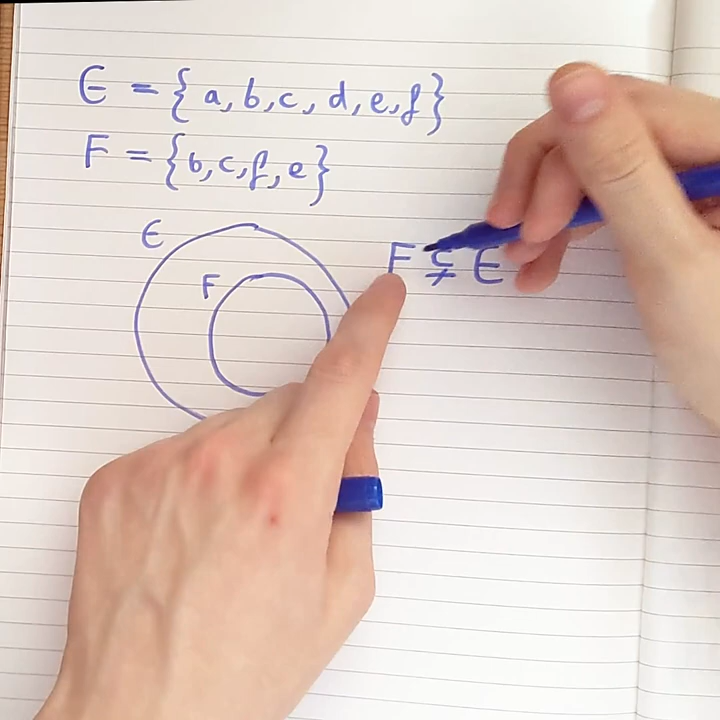 E = { a, b, c, d, e, f }
F = { b, c, f, e }
E
F
F ⊊ E